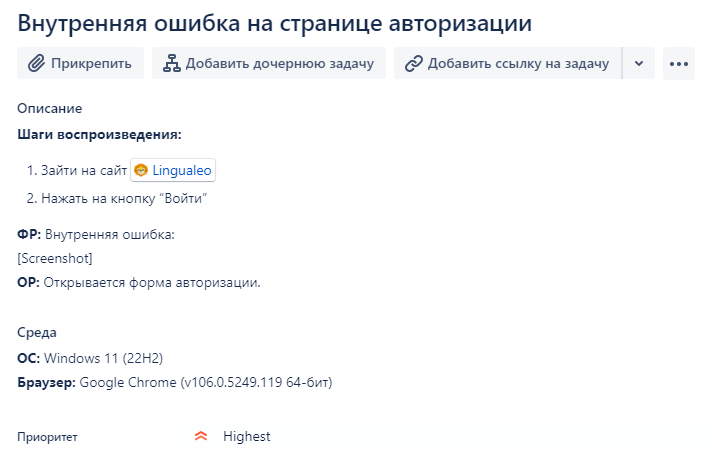 Внутренняя ошибка на странице авторизации
Прикрепить Добавить дочернюю задачу Добавить ссылку на задачу
Описание
Шаги воспроизведения:
1. Зайти на сайт Lingualeo
2. Нажать на кнопку “Войти”
ФР: Внутренняя ошибка:
[Screenshot]
ОР: Открывается форма авторизации.
Среда
ОС: Windows 11 (22H2)
Браузер: Google Chrome (v106.0.5249.119 64-бит)
Приоритет Highest